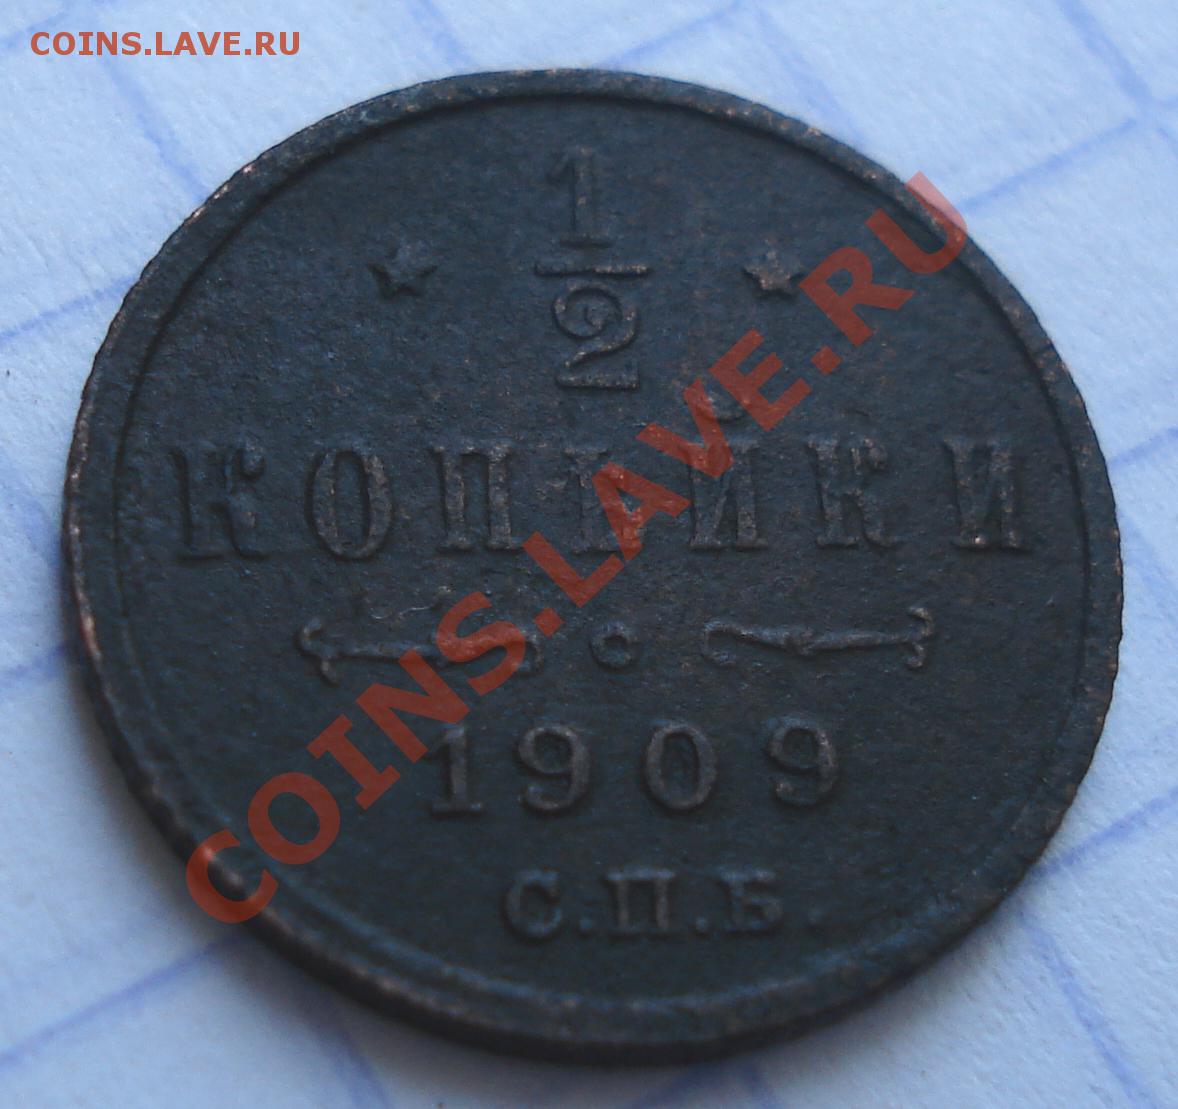 COINS.LAVE.RU
1
2
КОПѢЙКИ
1909
С.П.Б.
COINS.LAVE.RU